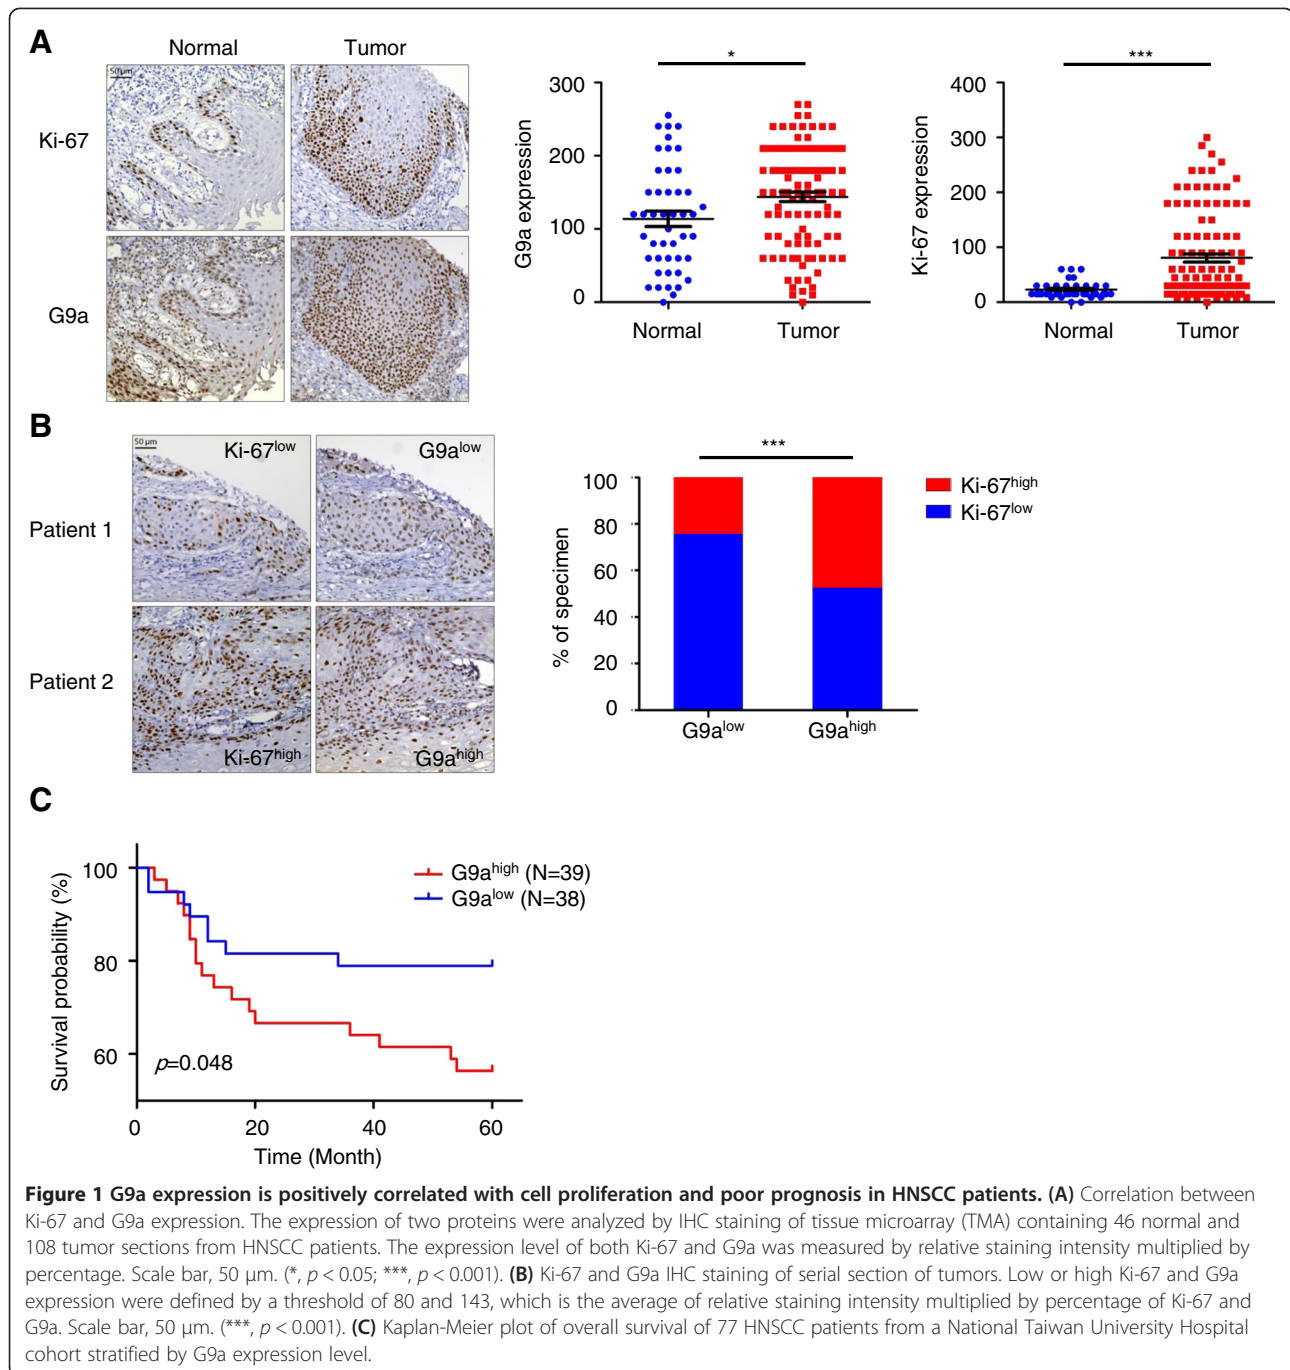 A
Normal
Tumor
50 µm
Ki-67
G9a
*
G9a expression
300
200
100
0
Normal
Tumor
***
Ki-67 expression
400
300
200
100
0
Normal
Tumor
B
50 µm
Ki-67low
G9alow
Patient 1
Patient 2
Ki-67high
G9ahigh
***
% of specimen
100
80
60
40
20
0
G9alow
G9ahigh
Ki-67high
Ki-67low
C
Survival probability (%)
100
80
60
G9ahigh (N=39)
G9alow (N=38)
p=0.048
0
20
40
60
Time (Month)
Figure 1 G9a expression is positively correlated with cell proliferation and poor prognosis in HNSCC patients. (A) Correlation between
Ki-67 and G9a expression. The expression of two proteins were analyzed by IHC staining of tissue microarray (TMA) containing 46 normal and
108 tumor sections from HNSCC patients. The expression level of both Ki-67 and G9a was measured by relative staining intensity multiplied by
percentage. Scale bar, 50 µm. (*, p < 0.05; ***, p < 0.001). (B) Ki-67 and G9a IHC staining of serial section of tumors. Low or high Ki-67 and G9a
expression were defined by a threshold of 80 and 143, which is the average of relative staining intensity multiplied by percentage of Ki-67 and
G9a. Scale bar, 50 µm. (***, p < 0.001). (C) Kaplan-Meier plot of overall survival of 77 HNSCC patients from a National Taiwan University Hospital
cohort stratified by G9a expression level.